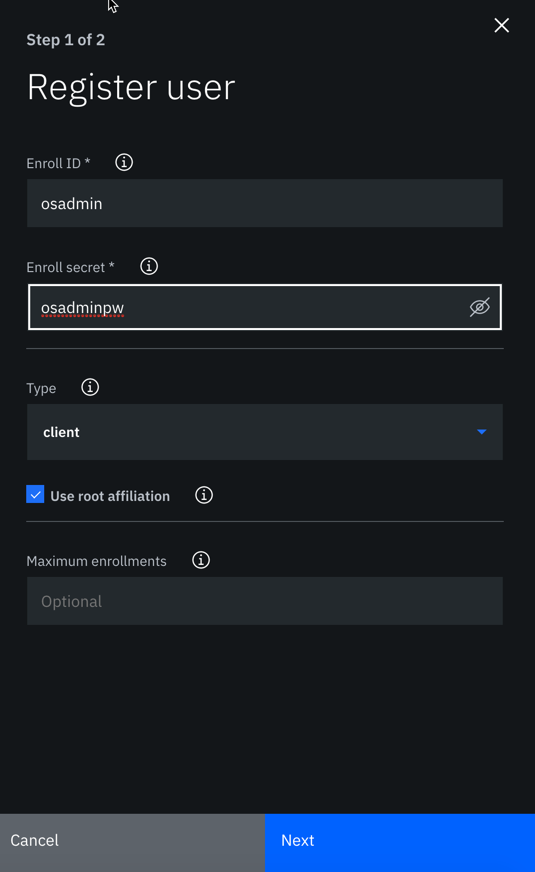 Step 1 of 2
Register user
Enroll ID *
osadmin
Enroll secret *
osadminpw
Type
client
Use root affiliation
Maximum enrollments
Optional
Cancel
Next